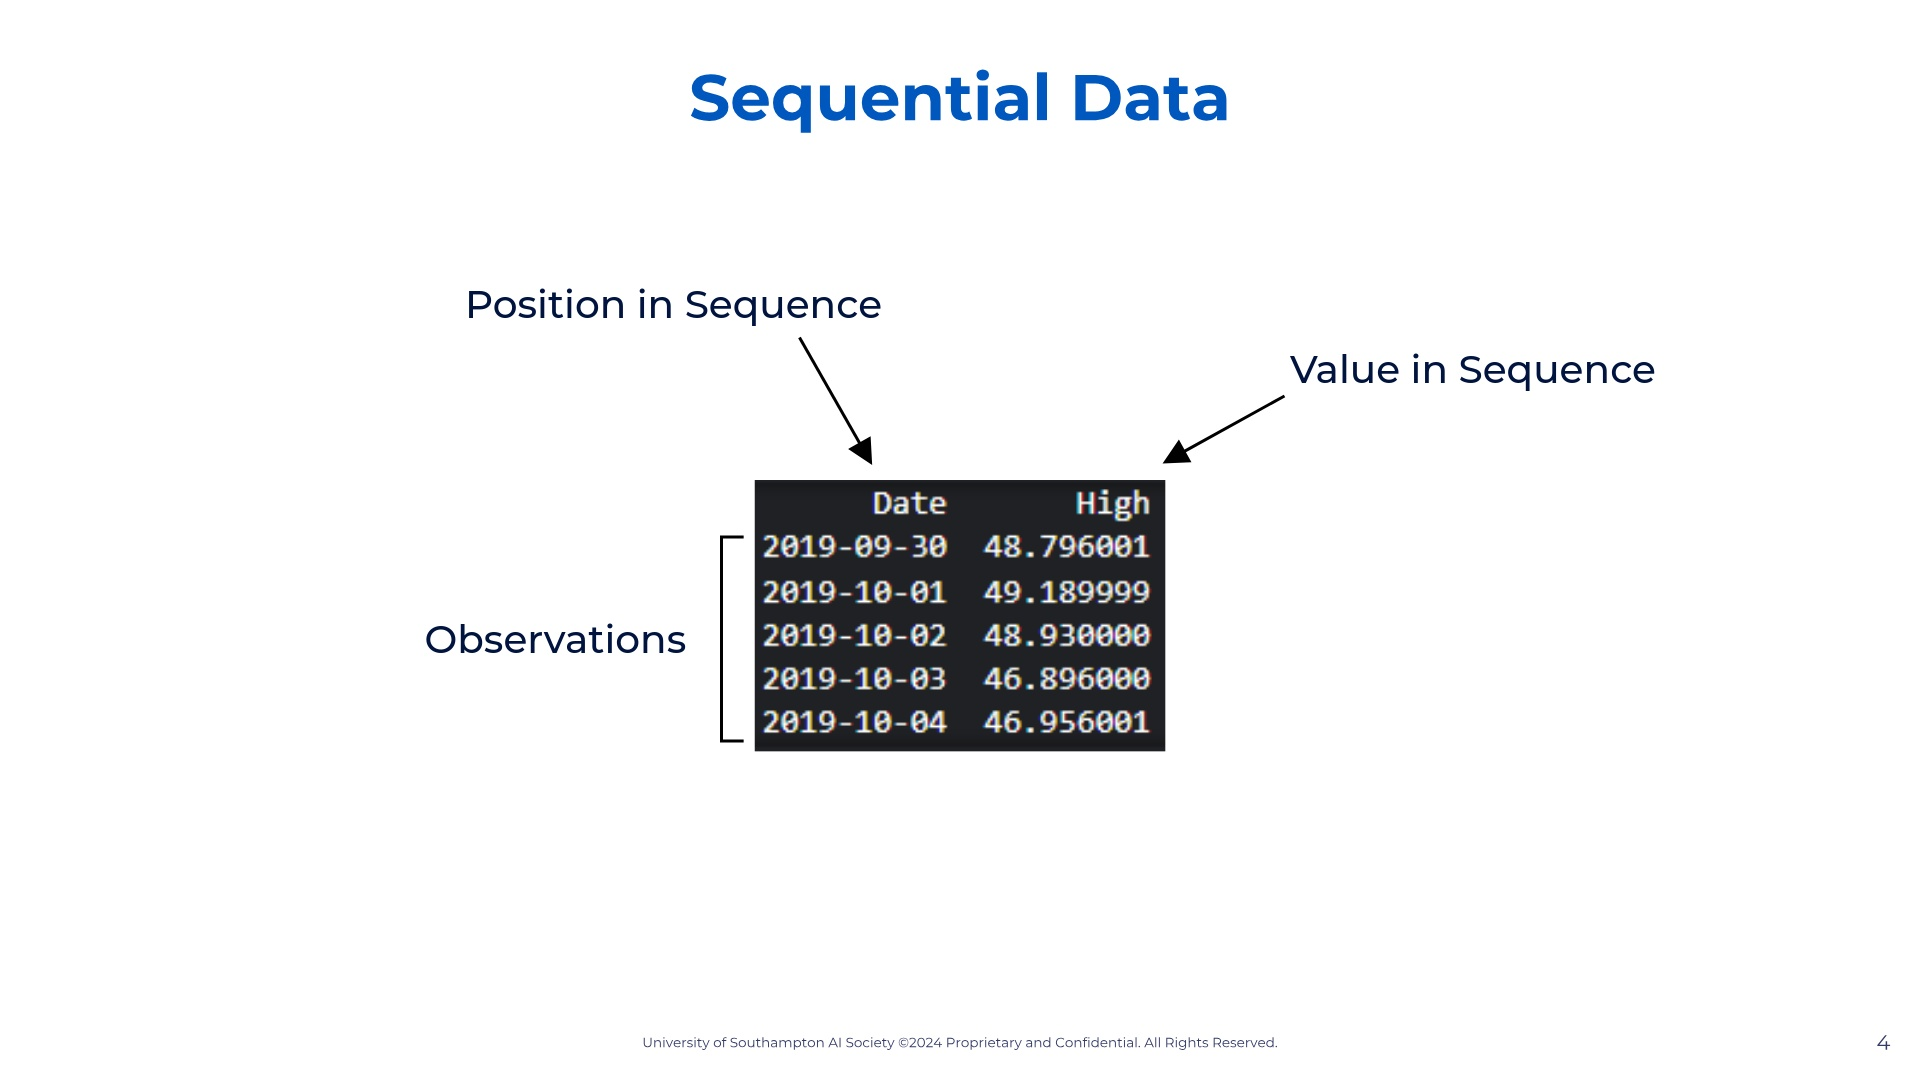 Sequential Data
Position in Sequence
Value in Sequence
Date High
2019-09-30 48.796001
2019-10-01 49.189999
2019-10-02 48.930000
2019-10-03 46.896000
2019-10-04 46.956001
Observations
University of Southampton AI Society ©2024 Proprietary and Confidential. All Rights Reserved.
4